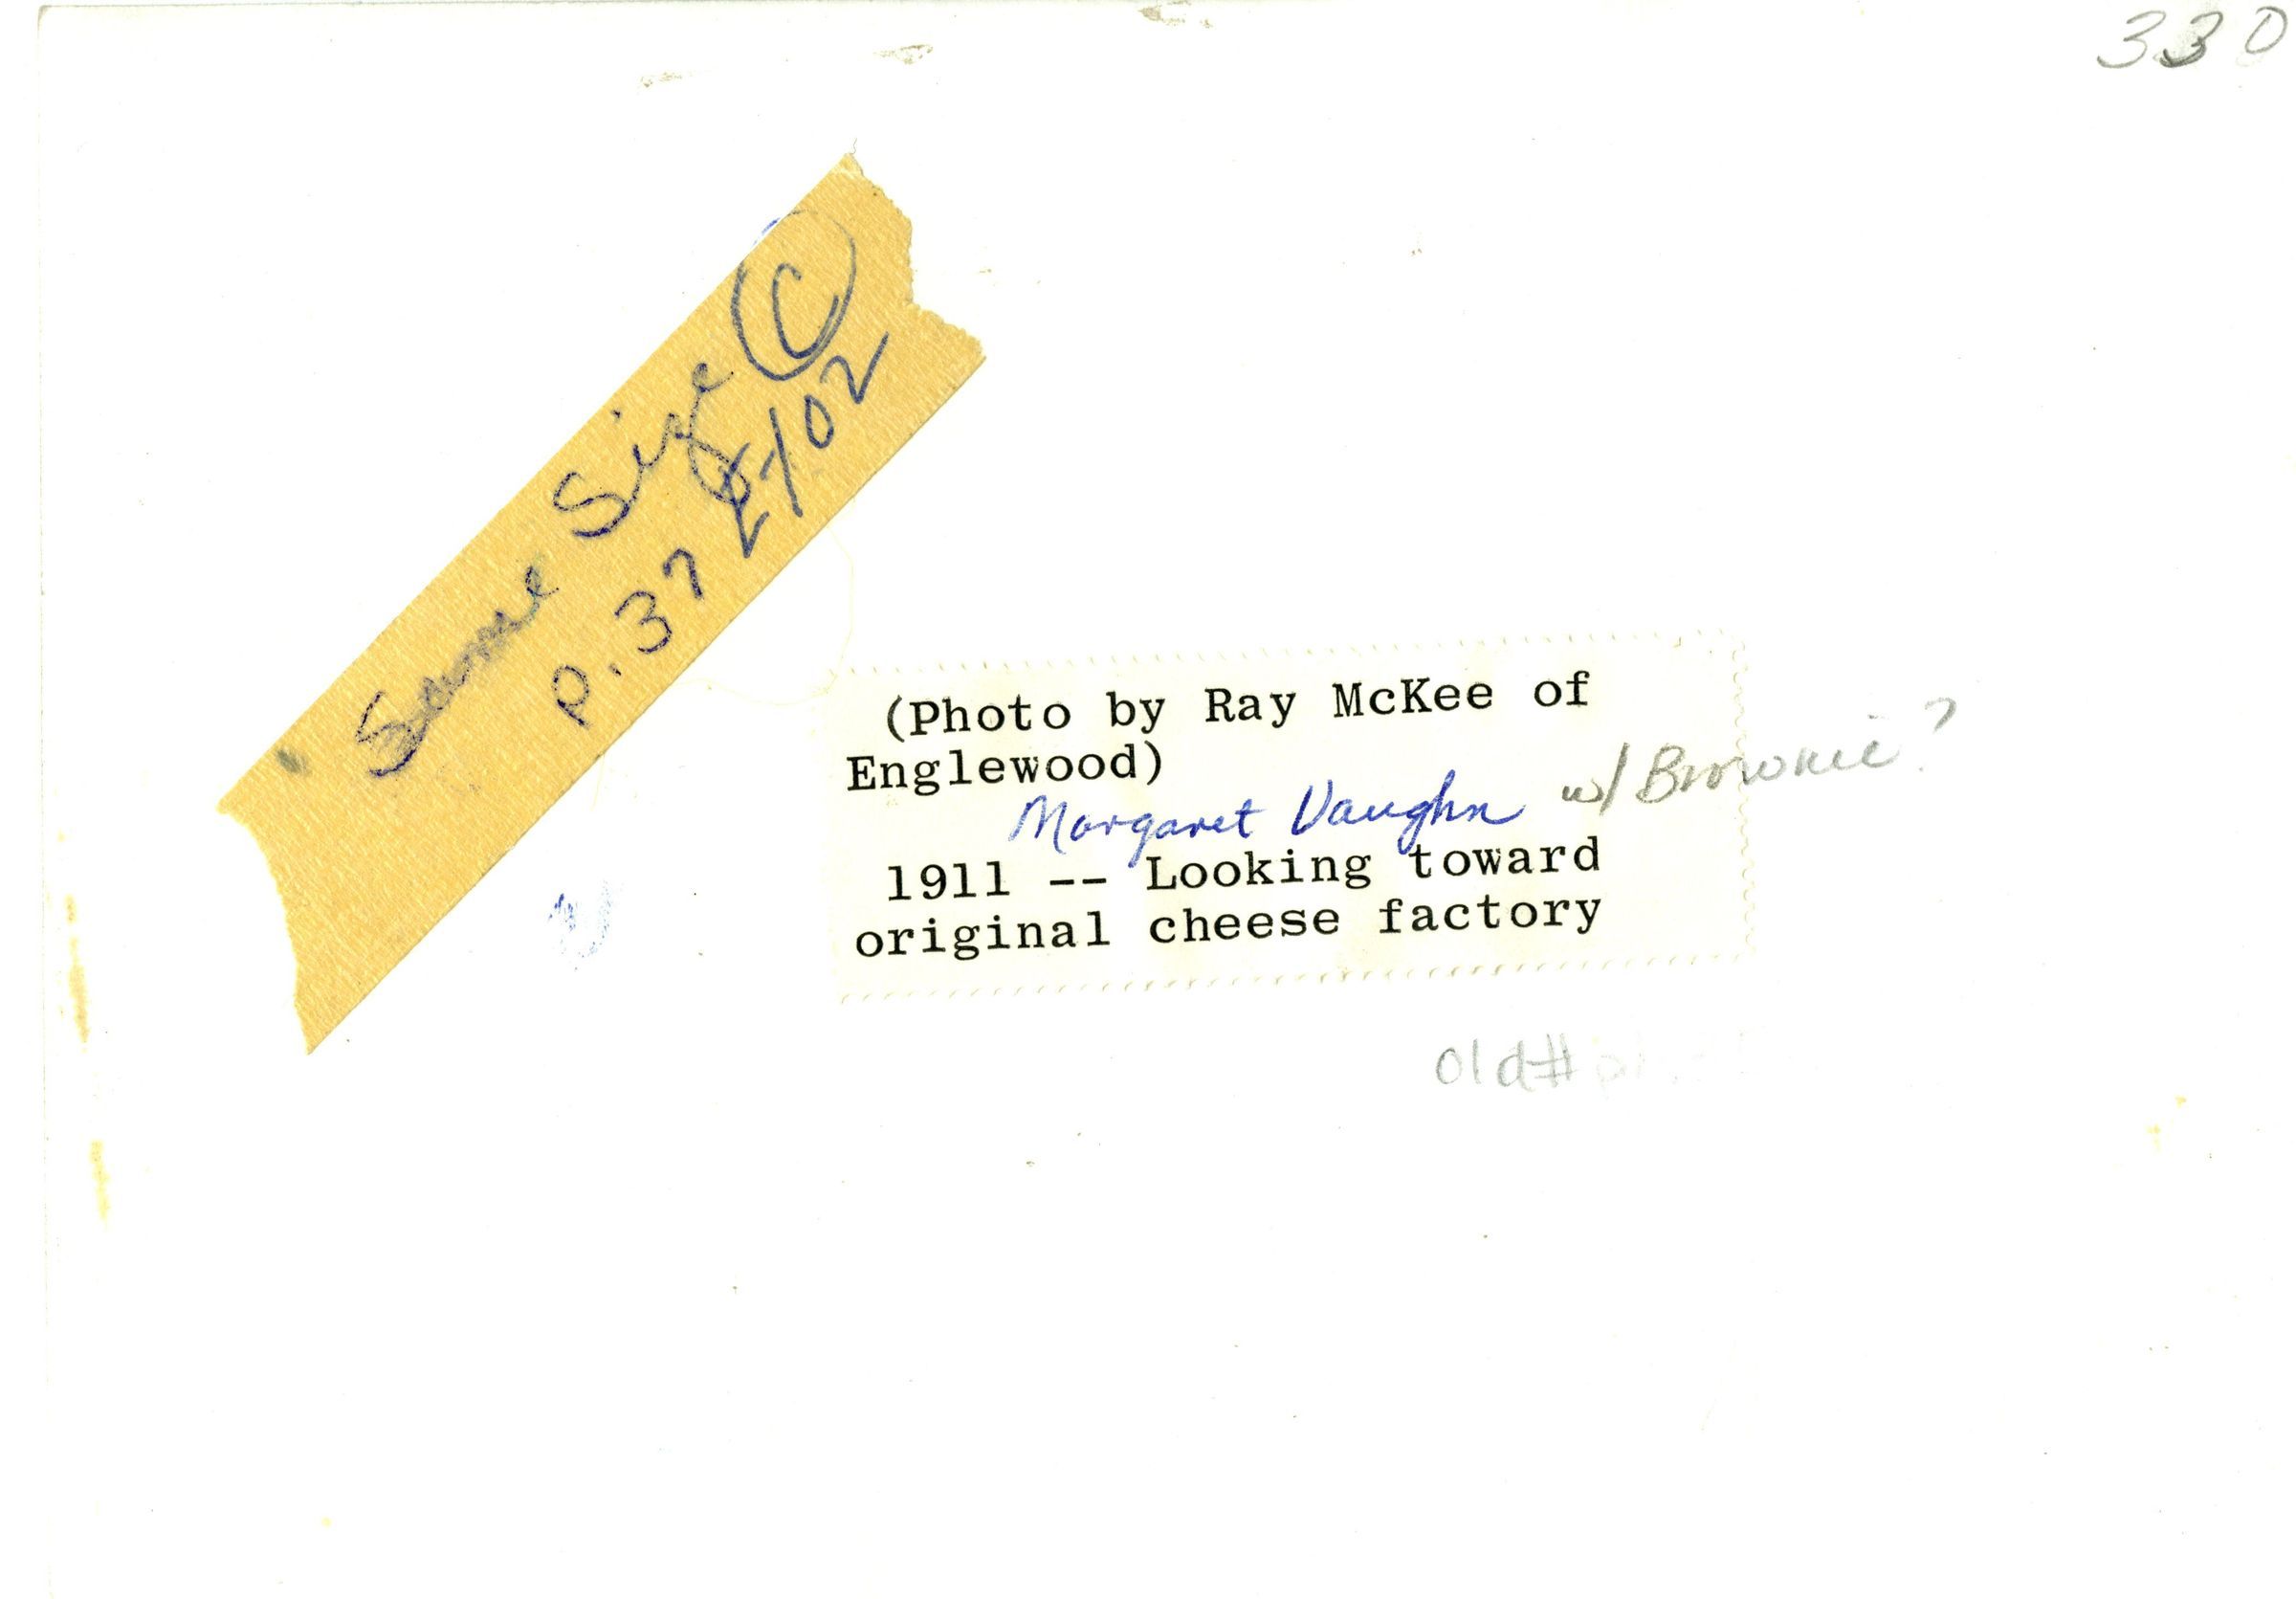 330
Same Size C
p. 37
(Photo by Ray McKee of
Englewood)
Margaret Vaughn w/ Brownie?
1911 -- Looking toward
original cheese factory
old#